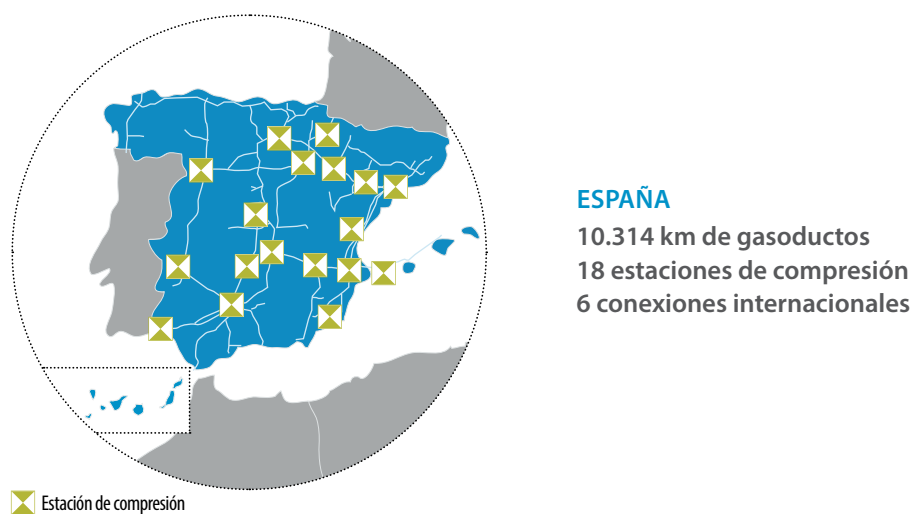 ESPAÑA
10.314 km de gasoductos
18 estaciones de compresión
6 conexiones internacionales
Estación de compresión